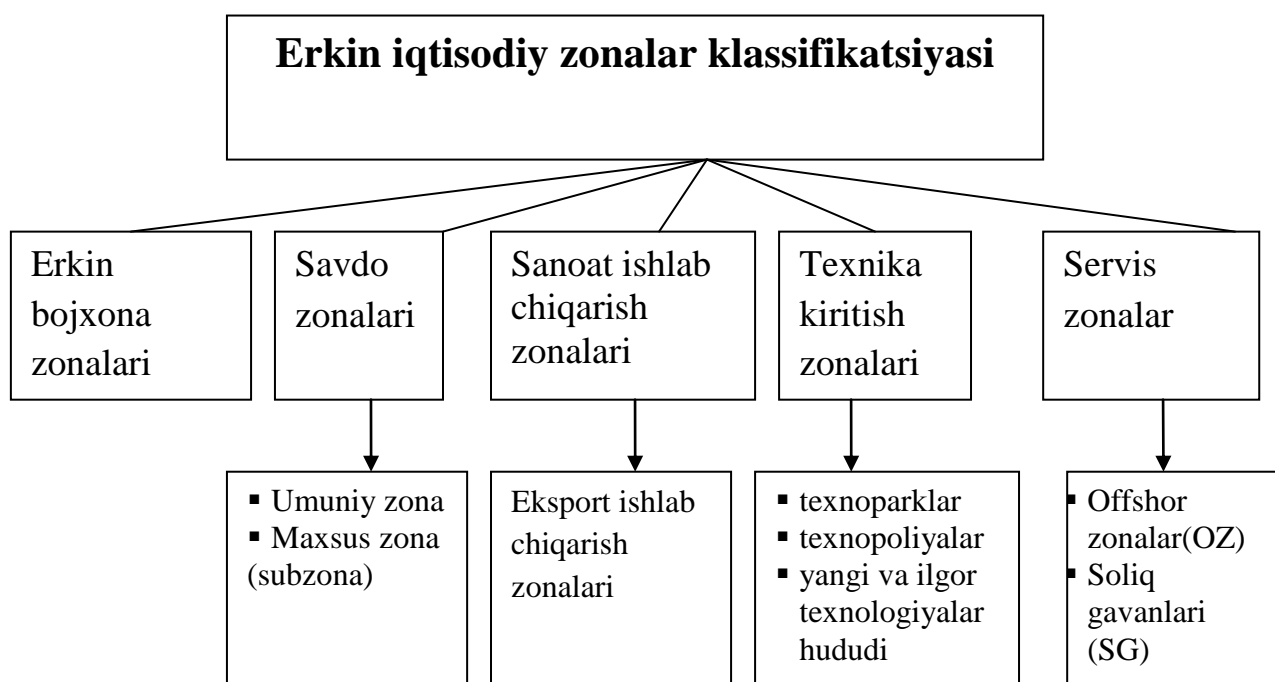 Erkin iqtisodiy zonalar klassifikatsiyasi
Erkin
bojxona
zonalari
Savdo
zonalari
Sanoat ishlab
chiqarish
zonalari
Texnika
kiritish
zonalari
Servis
zonalar
▪ Umuniy zona
▪ Maxsus zona
(subzona)
Eksport ishlab
chiqarish
zonalari
▪ texnoparklar
▪ texnopoliyalar
▪ yangi va ilgor
texnologiyalar
hududi
▪ Offshor
zonalar(OZ)
▪ Soliq
gavanlari
(SG)